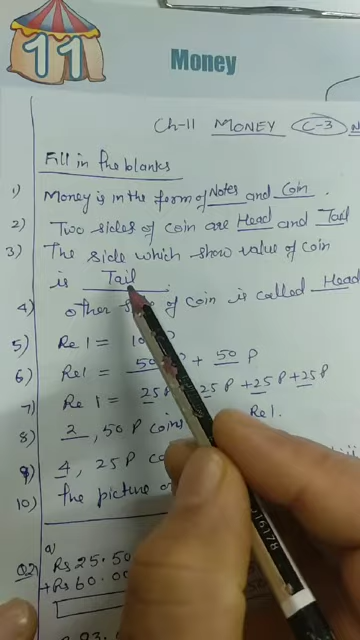 11
Money
Ch-11 MONEY C-3
Fill in the blanks
1) Money is in the form of Notes and Coin.
2) Two sides of coin are Head and Tail
3) The side which show value of coin
is Tail.
4) other of coin is called Head
5) Re 1 = P
6) Re 1 = 50 P + 50 P
7) Re 1 = 25 P 25 P + 25 P + 25 P
8) 2, 50 P coins Re 1.
9) 4, 25 P
10) The picture
Q2) a) Rs 25.50
+ Rs 60.00